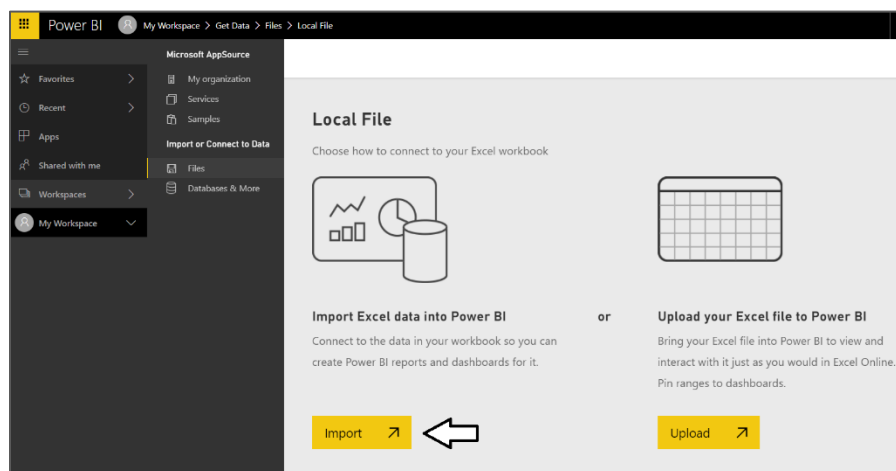 Power BI My Workspace > Get Data > Files > Local File
Favorites
Recent
Apps
Shared with me
Workspaces
My Workspace
Microsoft AppSource
My organization
Services
Samples
Import or Connect to Data
Files
Databases & More
Local File
Choose how to connect to your Excel workbook
Import Excel data into Power BI
Connect to the data in your workbook so you can
create Power BI reports and dashboards for it.
Import
or
Upload your Excel file to Power BI
Bring your Excel file into Power BI to view and
interact with it just as you would in Excel Online.
Pin ranges to dashboards.
Upload